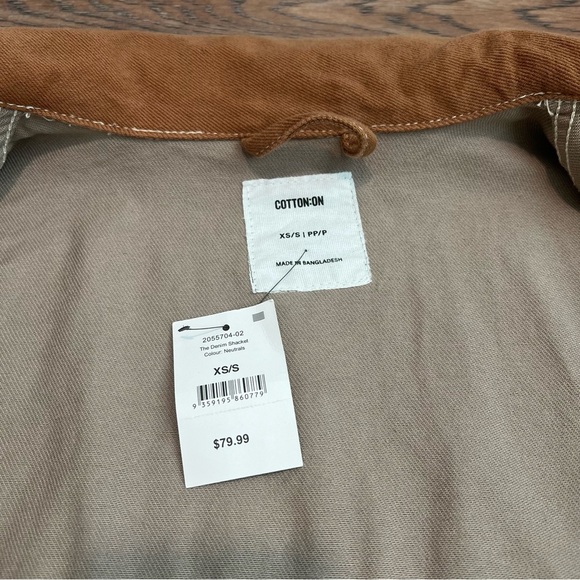 COTTON:ON
XS/S | PP/P
MADE IN BANGLADESH
2055704-02
The Denim Shacket
Colour: Neutrals
XS/S
9 359195 860779
$79.99